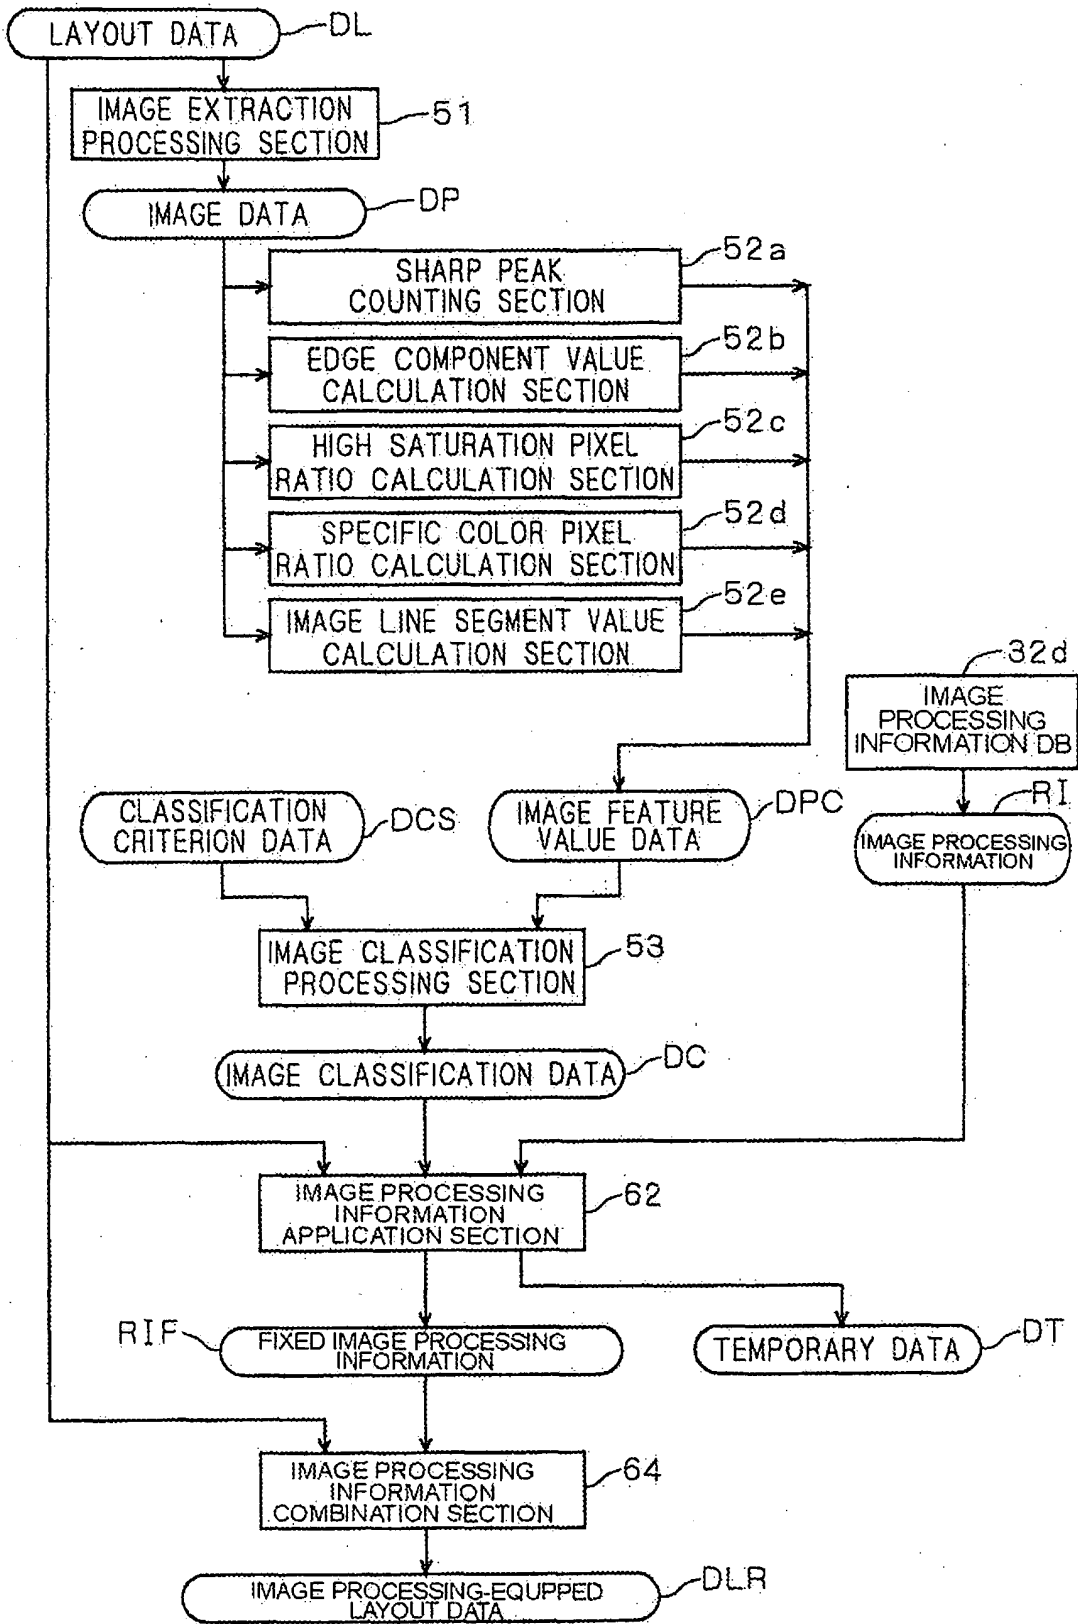 LAYOUT DATA
DL
IMAGE EXTRACTION
PROCESSING SECTION
51
IMAGE DATA
DP
SHARP PEAK
COUNTING SECTION
52a
EDGE COMPONENT VALUE
CALCULATION SECTION
52b
HIGH SATURATION PIXEL
RATIO CALCULATION SECTION
52c
SPECIFIC COLOR PIXEL
RATIO CALCULATION SECTION
52d
IMAGE LINE SEGMENT VALUE
CALCULATION SECTION
52e
32d
IMAGE
PROCESSING
INFORMATION DB
CLASSIFICATION
CRITERION DATA
DCS
IMAGE FEATURE
VALUE DATA
DPC
RI
IMAGE PROCESSING
INFORMATION
IMAGE CLASSIFICATION
PROCESSING SECTION
53
IMAGE CLASSIFICATION DATA
DC
IMAGE PROCESSING
INFORMATION
APPLICATION SECTION
62
RIF
FIXED IMAGE PROCESSING
INFORMATION
TEMPORARY DATA
DT
IMAGE PROCESSING
INFORMATION
COMBINATION SECTION
64
IMAGE PROCESSING-EQUPPED
LAYOUT DATA
DLR